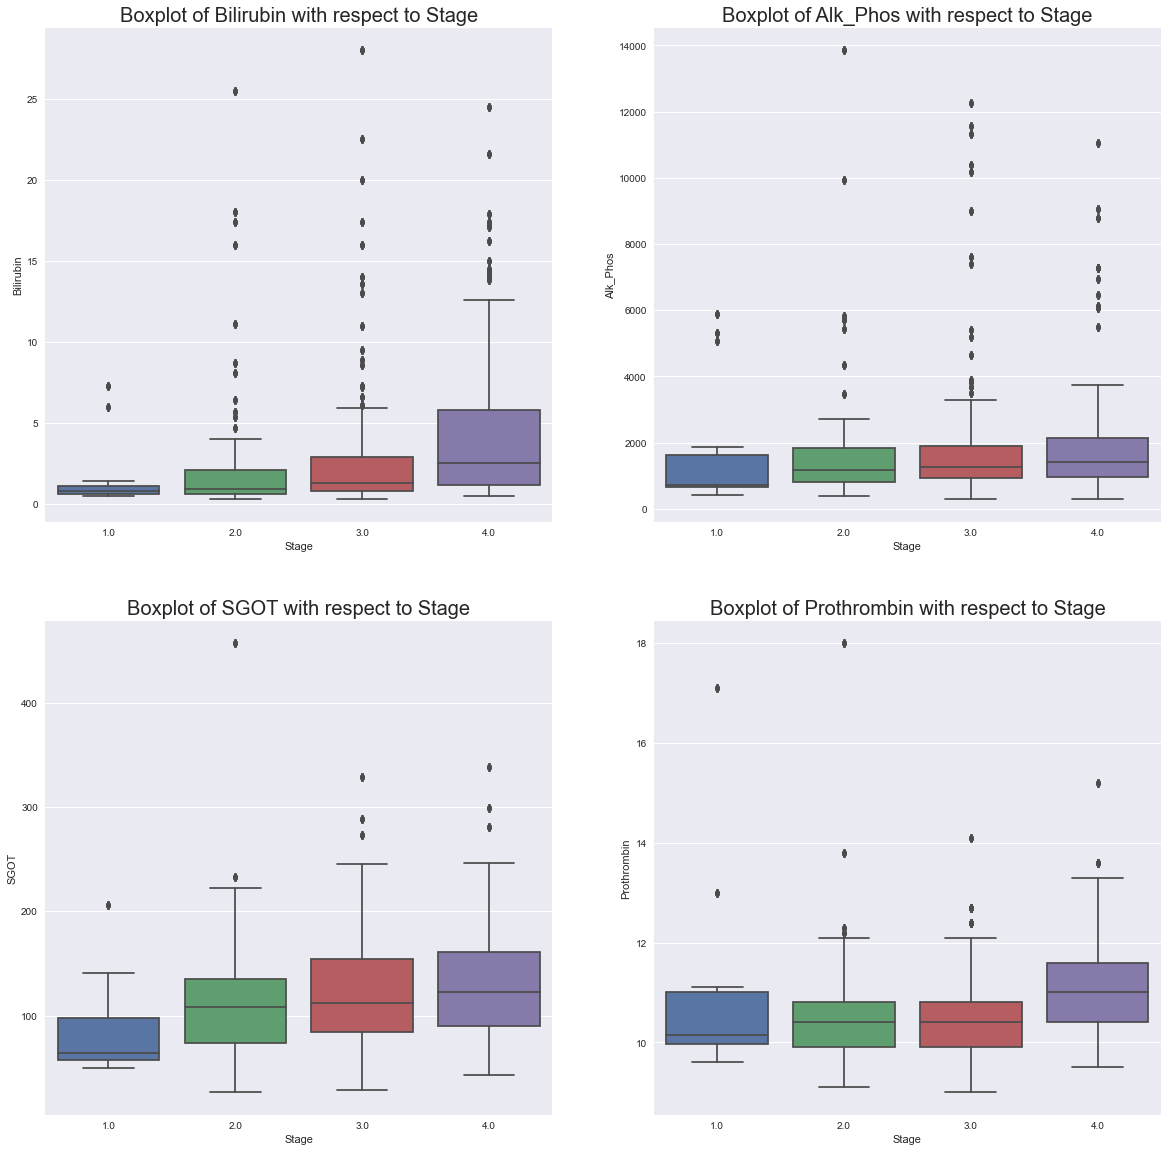 Boxplot of Bilirubin with respect to Stage
25
20
15
10
5
0
Bilirubin
1.0 2.0 3.0 4.0
Stage
Boxplot of Alk_Phos with respect to Stage
14000
12000
10000
8000
6000
4000
2000
0
Alk_Phos
1.0 2.0 3.0 4.0
Stage
Boxplot of SGOT with respect to Stage
400
300
200
100
SGOT
1.0 2.0 3.0 4.0
Stage
Boxplot of Prothrombin with respect to Stage
18
16
14
12
10
Prothrombin
1.0 2.0 3.0 4.0
Stage